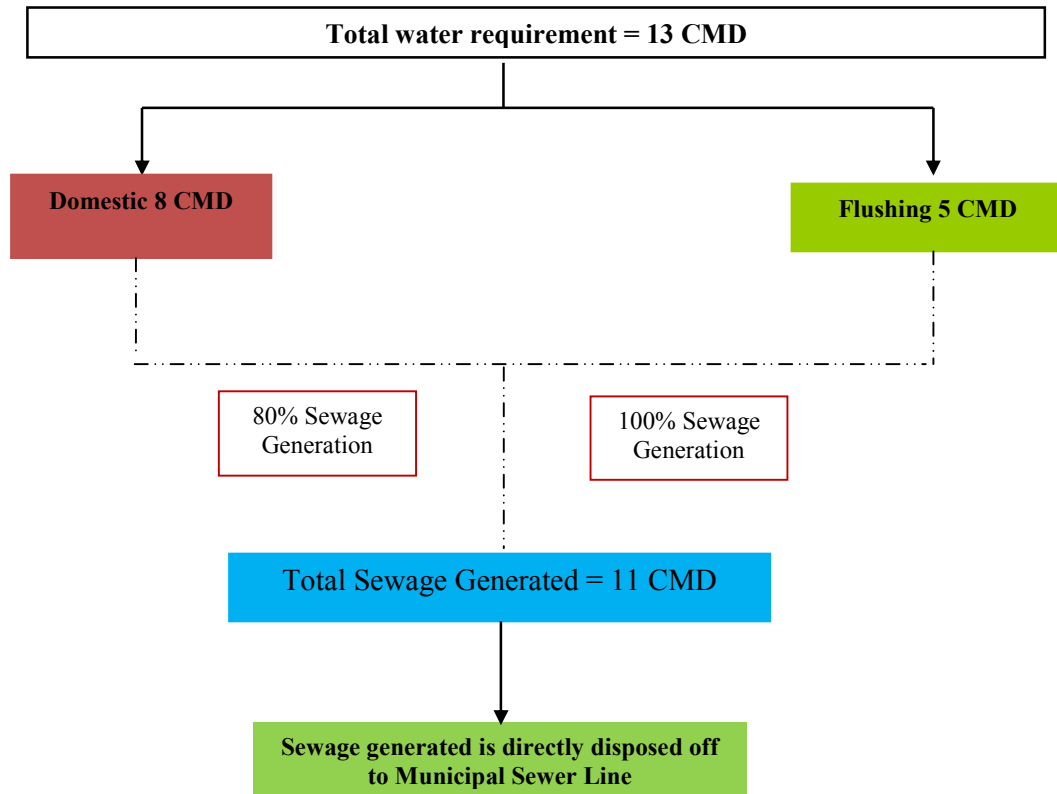 Total water requirement = 13 CMD
Domestic 8 CMD
Flushing 5 CMD
80% Sewage
Generation
100% Sewage
Generation
Total Sewage Generated = 11 CMD
Sewage generated is directly disposed off
to Municipal Sewer Line